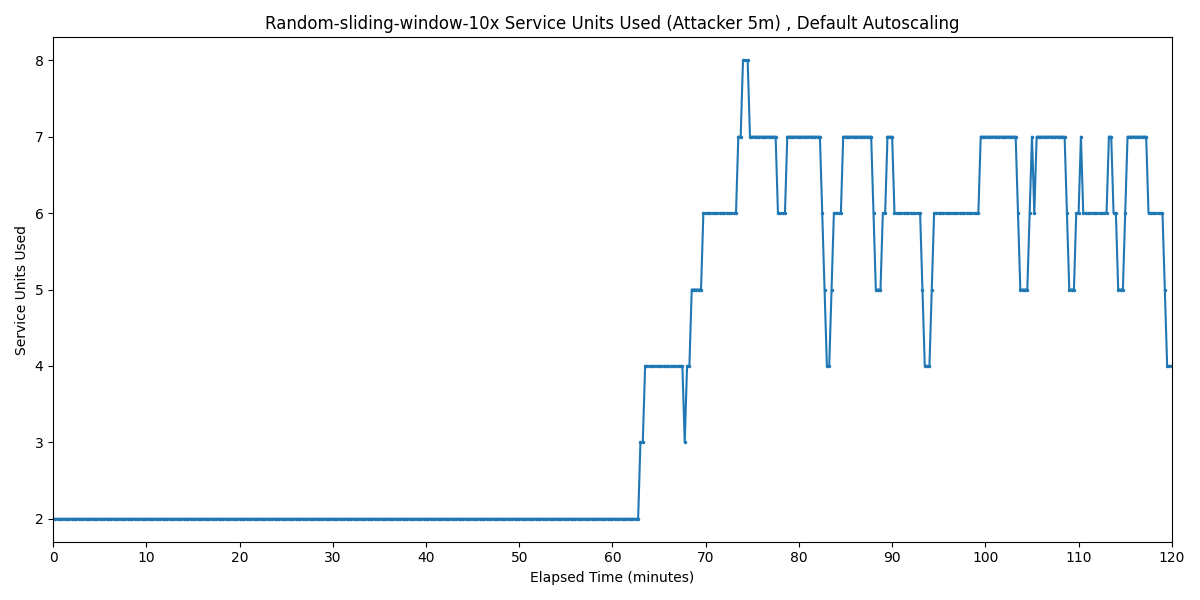 Random-sliding-window-10x Service Units Used (Attacker 5m) , Default Autoscaling
Service Units Used
8
7
6
5
4
3
2
0 10 20 30 40 50 60 70 80 90 100 110 120
Elapsed Time (minutes)